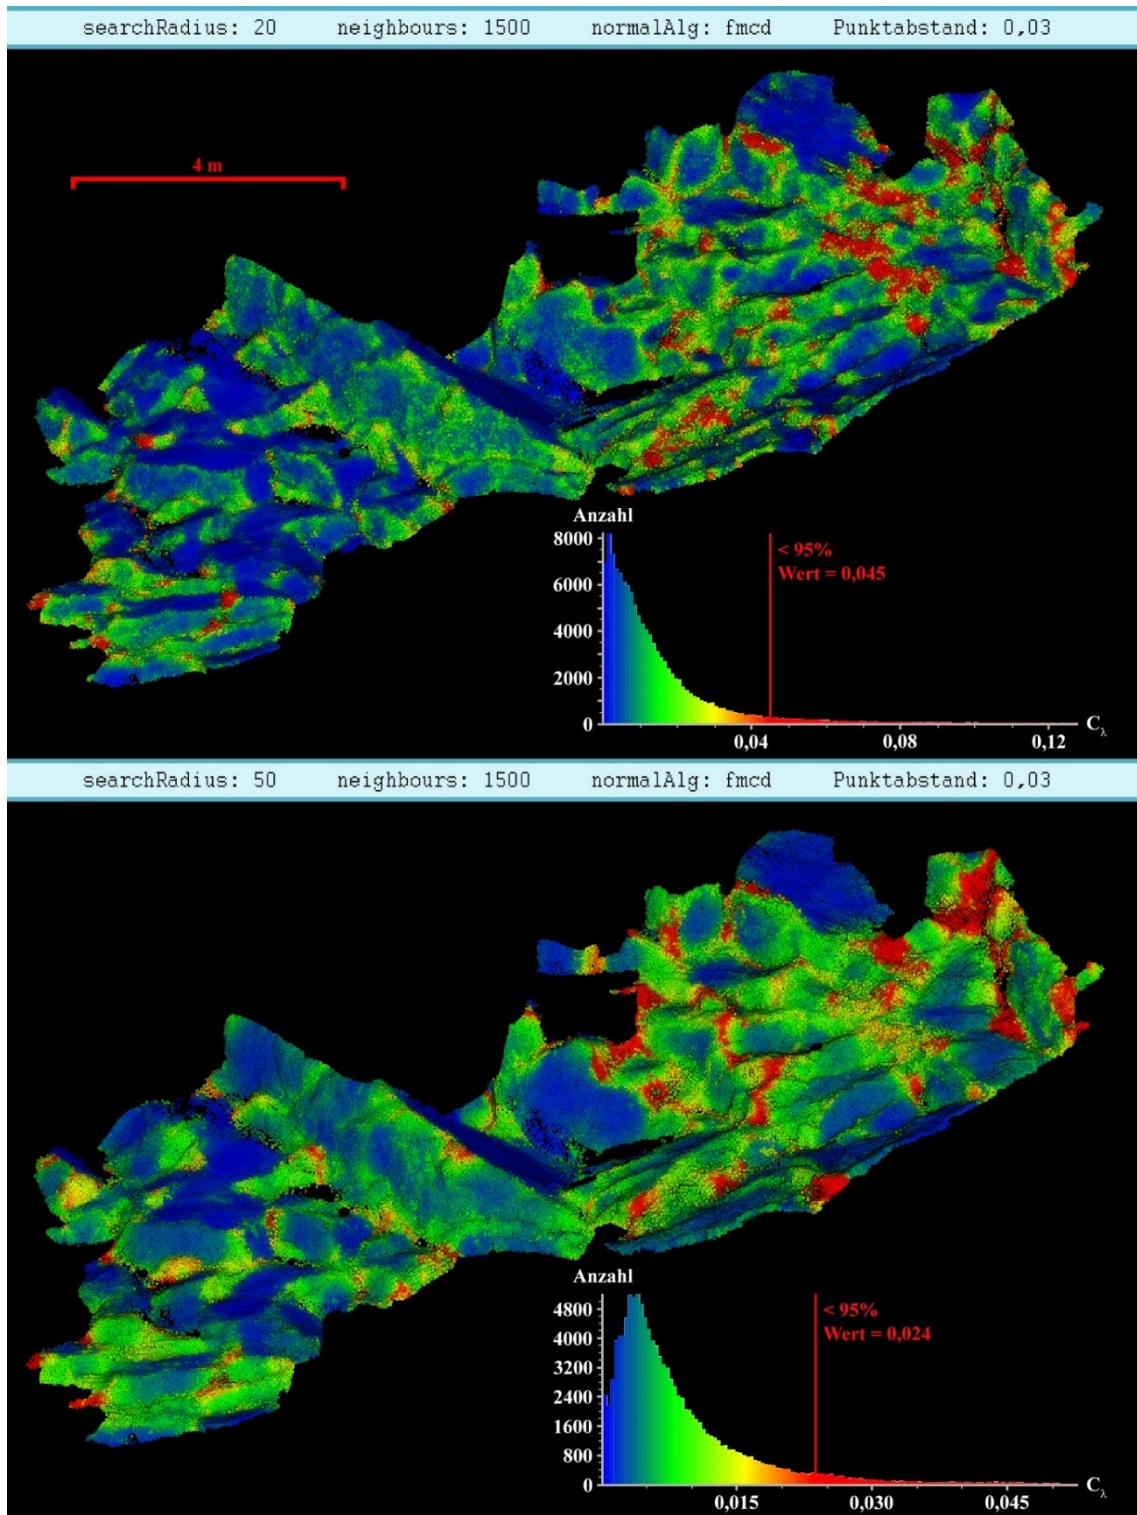 searchRadius: 20 neighbours: 1500 normalAlg: fmcd Punktabstand: 0,03
4 m
Anzahl
8000
< 95%
Wert = 0,045
6000
4000
2000
0
C λ
0,04 0,08 0,12
searchRadius: 50 neighbours: 1500 normalAlg: fmcd Punktabstand: 0,03
Anzahl
4800
< 95%
4000
Wert = 0,024
3200
2400
1600
800
0
C λ
0,015 0,030 0,045